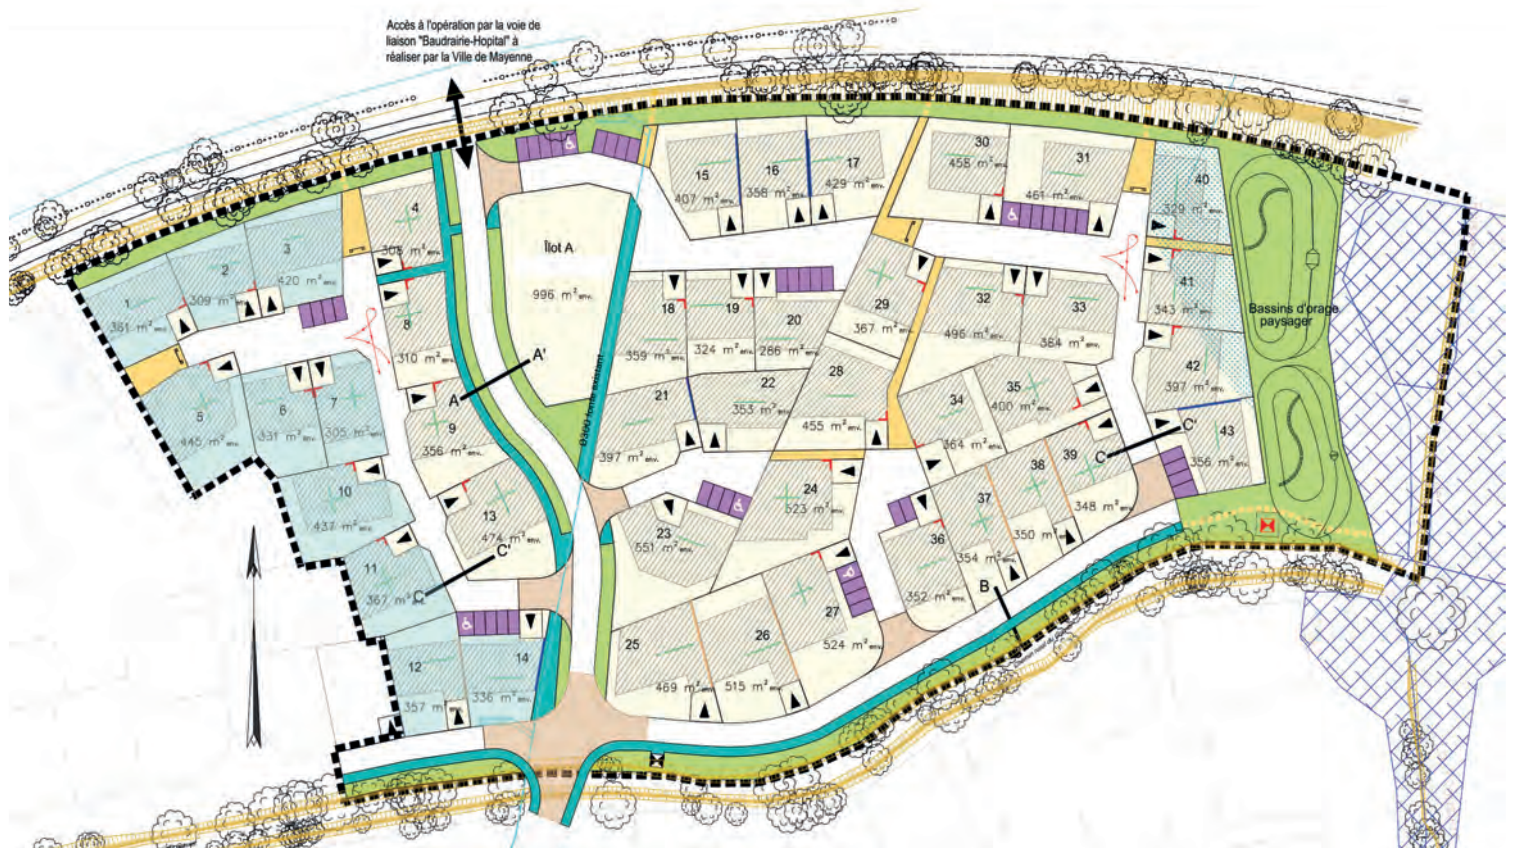 Accès à l'opération par la voie de
liaison "Baudrairie-Hopital" à
réaliser par la Ville de Mayenne
1
361 m² env.
2
309 m² env.
3
420 m² env.
4
308 m² env.
5
445 m² env.
6
331 m² env.
7
305 m² env.
8
310 m² env.
9
356 m² env.
10
437 m² env.
11
367 m² env.
12
357 m² env.
13
474 m² env.
14
336 m² env.
Îlot A
996 m² env.
15
407 m² env.
16
358 m² env.
17
429 m² env.
18
359 m² env.
19
324 m² env.
20
286 m² env.
21
397 m² env.
22
353 m² env.
23
551 m² env.
24
523 m² env.
25
469 m² env.
26
515 m² env.
27
524 m² env.
28
455 m² env.
29
367 m² env.
30
458 m² env.
31
461 m² env.
32
496 m² env.
33
384 m² env.
34
364 m² env.
35
400 m² env.
36
352 m² env.
37
354 m² env.
38
350 m² env.
39
348 m² env.
40
329 m² env.
41
343 m² env.
42
397 m² env.
43
356 m² env.
Bassins d'orage
paysager
Ø300 fonte existant
A
A'
B
C
C'
C
C'